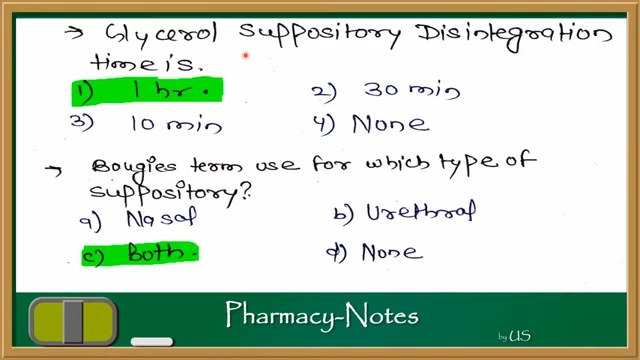 → Glycerol Suppository Disintegration
time is.
1) 1 hr. 2) 30 min
3) 10 min 4) None
→ Bougies term use for which type of
suppository?
a) Nasal b) Urethral
c) Both. d) None
Pharmacy-Notes
by US